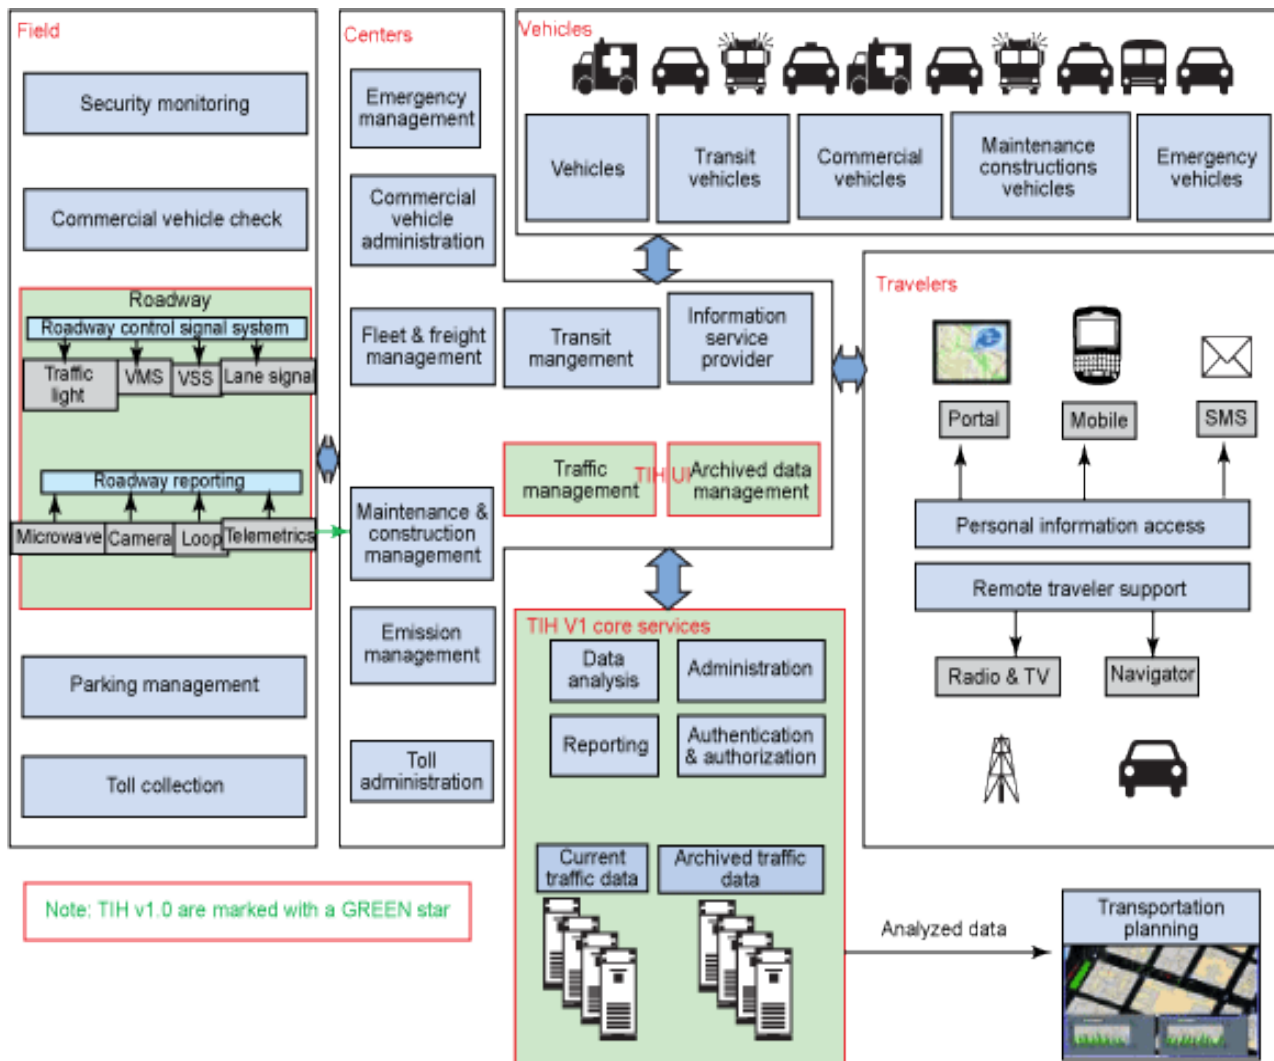 Field
Security monitoring
Commercial vehicle check
Roadway
Roadway control signal system
Traffic
light
VMS
VSS
Lane signal
Roadway reporting
Microwave
Camera
Loop
Telemetrics
Parking management
Toll collection
Centers
Emergency
management
Commercial
vehicle
administration
Fleet & freight
management
Transit
mangement
Information
service
provider
Traffic
management
TIH UI
Archived data
management
Maintenance &
construction
management
Emission
management
Toll
administration
Vehicles
Vehicles
Transit
vehicles
Commercial
vehicles
Maintenance
constructions
vehicles
Emergency
vehicles
Travelers
Portal
Mobile
SMS
Personal information access
Remote traveler support
Radio & TV
Navigator
TIH V1 core services
Data
analysis
Administration
Reporting
Authentication
& authorization
Current
traffic data
Archived traffic
data
Analyzed data
Transportation
planning
Note: TIH v1.0 are marked with a GREEN star